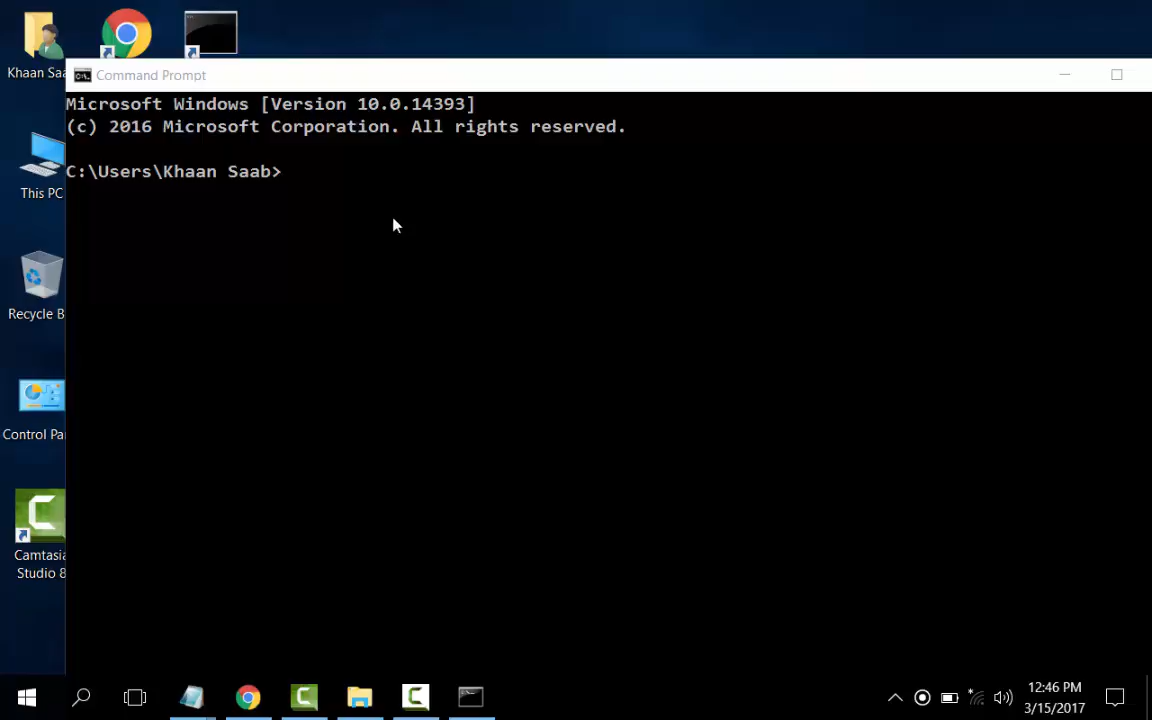 Khaan Saa
Command Prompt
Microsoft Windows [Version 10.0.14393]
(c) 2016 Microsoft Corporation. All rights reserved.
C:\Users\Khaan Saab>
This PC
Recycle B
Control Pa
Camtasia
Studio 8
12:46 PM
3/15/2017